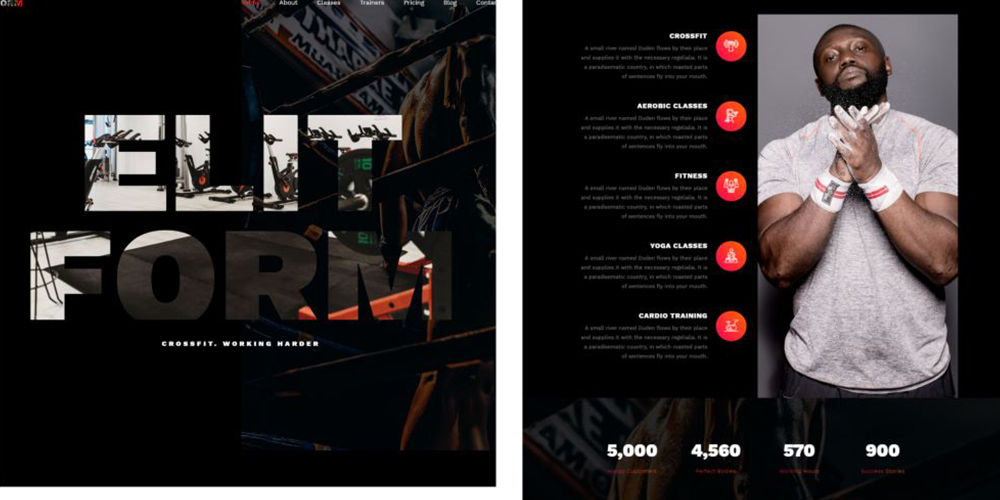 ORM
Home About Classes Trainers Pricing Blog Contac
ELIT
FORM
CROSSFIT. WORKING HARDER
CROSSFIT
A small river named Duden flows by their place
and supplies it with the necessary regelialia. It is
a paradisematic country, in which roasted parts
of sentences fly into your mouth.
AEROBIC CLASSES
A small river named Duden flows by their place
and supplies it with the necessary regelialia. It is
a paradisematic country, in which roasted parts
of sentences fly into your mouth.
FITNESS
A small river named Duden flows by their place
and supplies it with the necessary regelialia. It is
a paradisematic country, in which roasted parts
of sentences fly into your mouth.
YOGA CLASSES
A small river named Duden flows by their place
and supplies it with the necessary regelialia. It is
a paradisematic country, in which roasted parts
of sentences fly into your mouth.
CARDIO TRAINING
A small river named Duden flows by their place
and supplies it with the necessary regelialia. It is
a paradisematic country, in which roasted parts
of sentences fly into your mouth.
5,000 4,560 570 900
Happy Customers Perfect Bodies Working Hours Success Stories